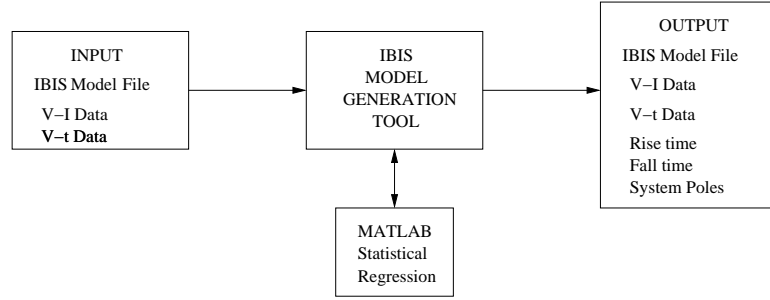 INPUT
IBIS Model File
V−I Data
V−t Data
IBIS
MODEL
GENERATION
TOOL
MATLAB
Statistical
Regression
OUTPUT
IBIS Model File
V−I Data
V−t Data
Rise time
Fall time
System Poles